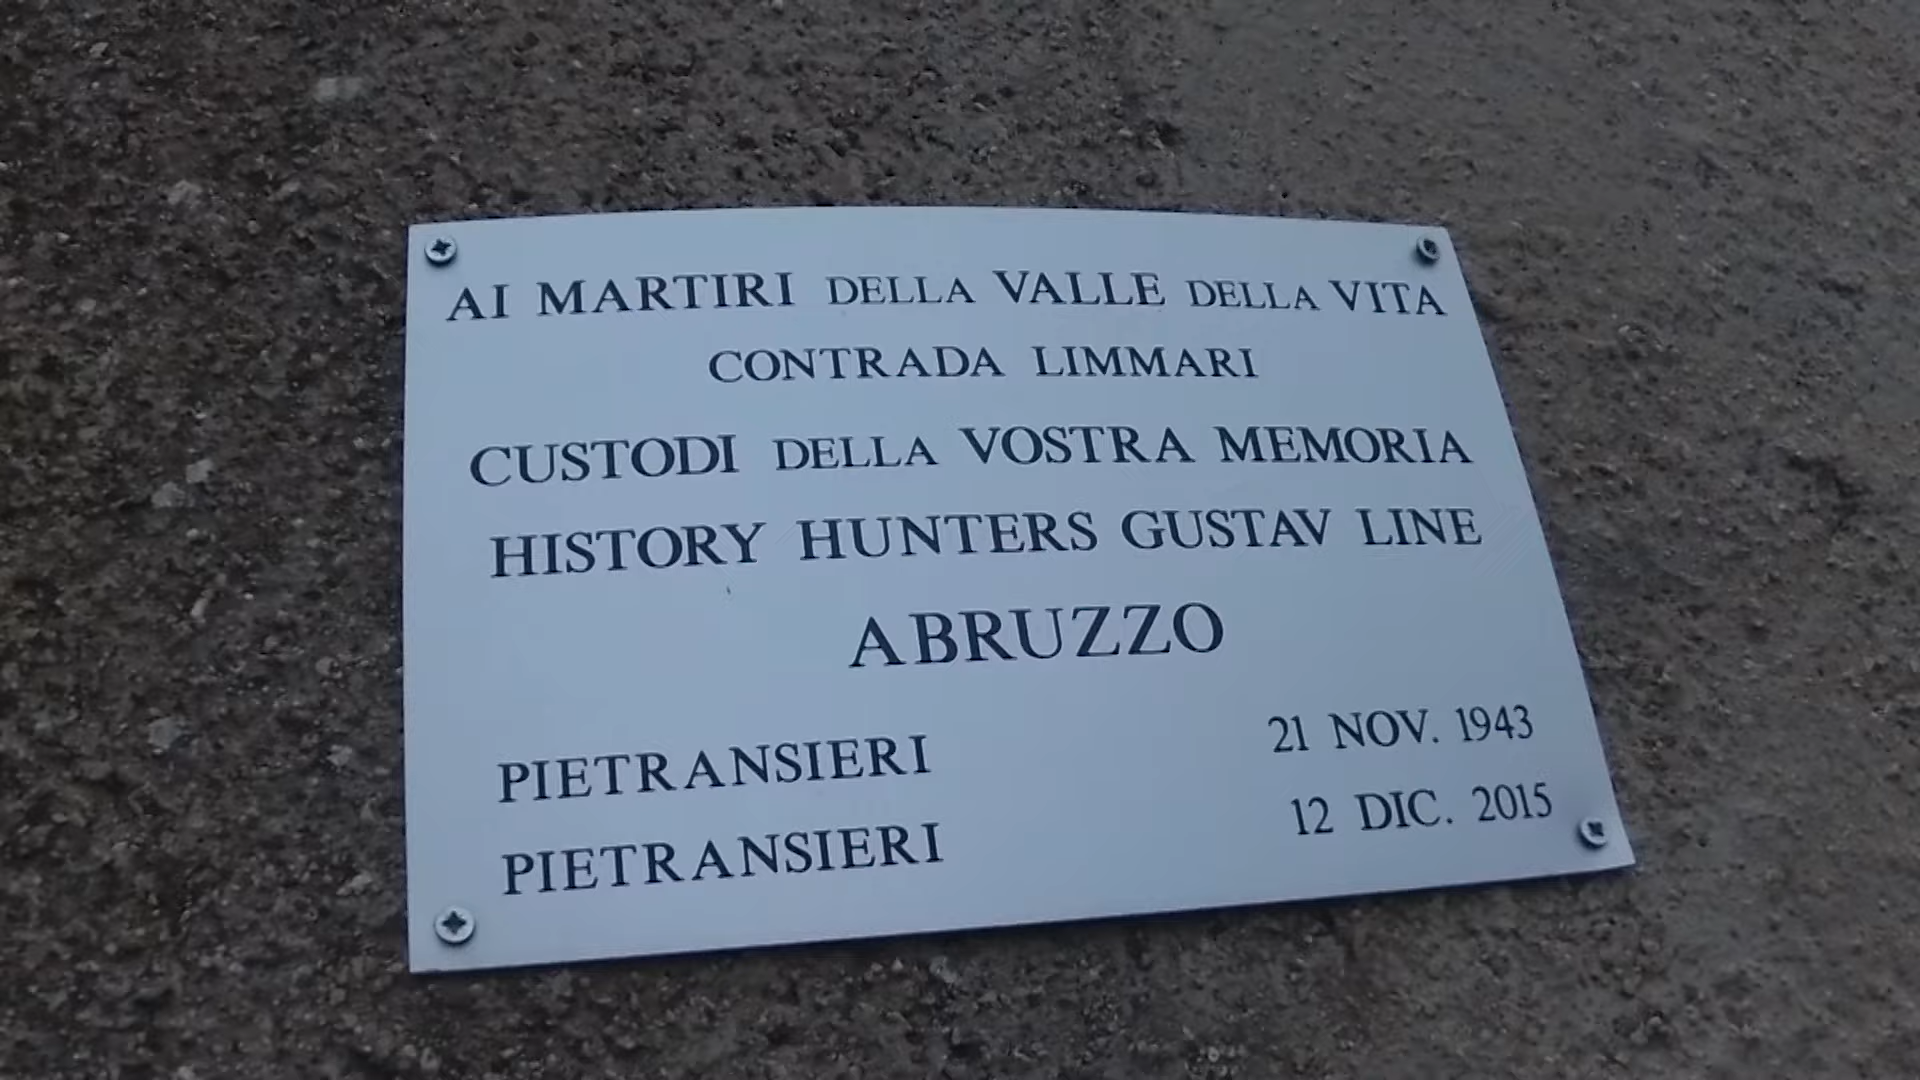 AI MARTIRI DELLA VALLE DELLA VITA
CONTRADA LIMMARI
CUSTODI DELLA VOSTRA MEMORIA
HISTORY HUNTERS GUSTAV LINE
ABRUZZO
PIETRANSIERI 21 NOV. 1943
PIETRANSIERI 12 DIC. 2015